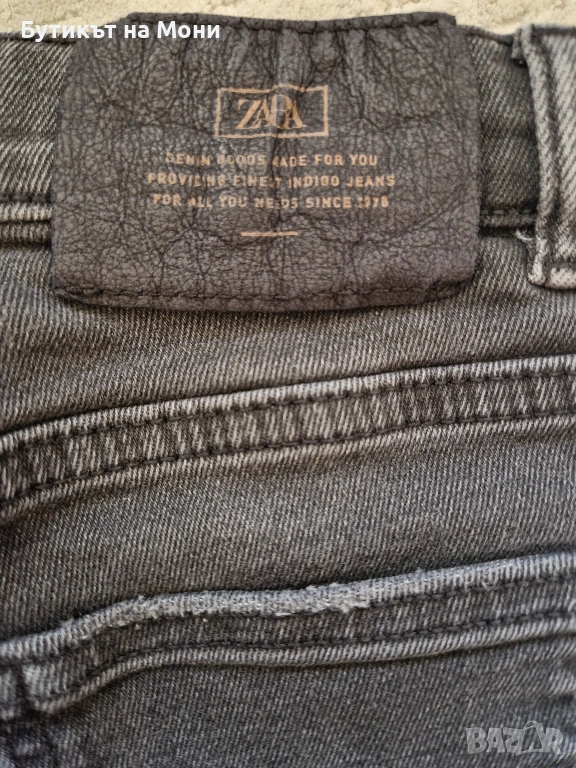 Бутикът на Мони
ZARA
DENIM GOODS MADE FOR YOU
PROVIDING FINEST INDIGO JEANS
FOR ALL YOU NEEDS SINCE 1978
BAZAR